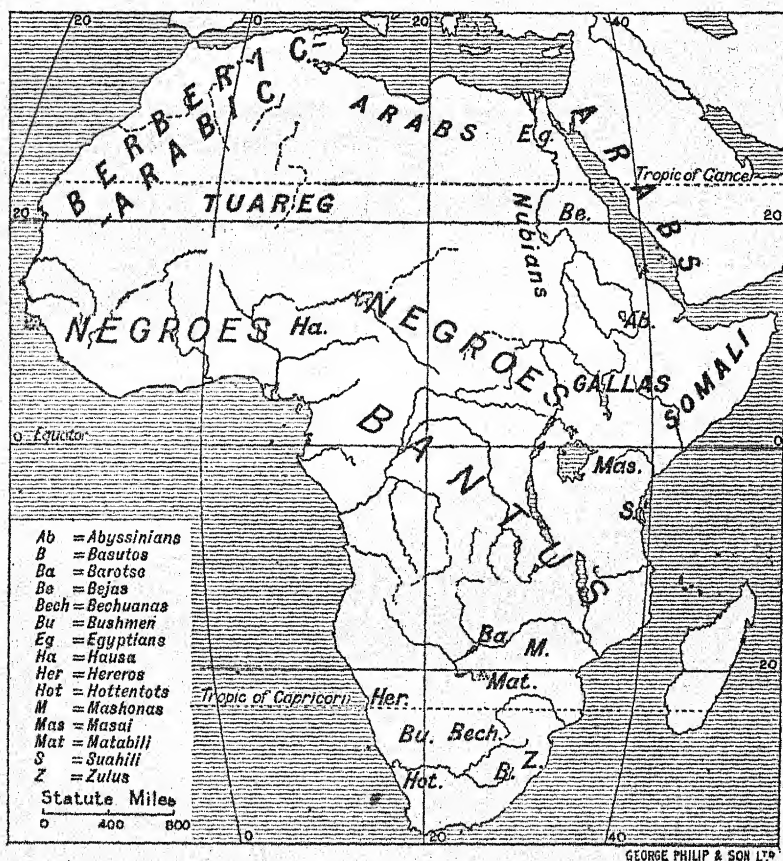 20 0 20 40
BERBERIC-
ARABIC
ARABS
ARABS
Eg.
Tropic of Cancer
TUAREG
20 20
Nubians
Be.
NEGROES
Ha.
NEGROES
Ab.
GALLAS
SOMALI
BANTUS
0 Equator 0
Mas.
S.
Ba.
M.
20
Mat.
Tropic of Capricorn
Her.
Bu.
Bech.
Z.
Hot.
B.
Ab =Abyssinians
B =Basutos
Ba =Barotse
Be =Bejas
Bech=Bechuanas
Bu =Bushmen
Eg =Egyptians
Ha =Hausa
Her =Hereros
Hot =Hottentots
M =Mashonas
Mas =Masai
Mat =Matabili
S =Suahili
Z =Zulus
Statute Miles
0 400 800
0 20 40
GEORGE PHILIP & SON LTD